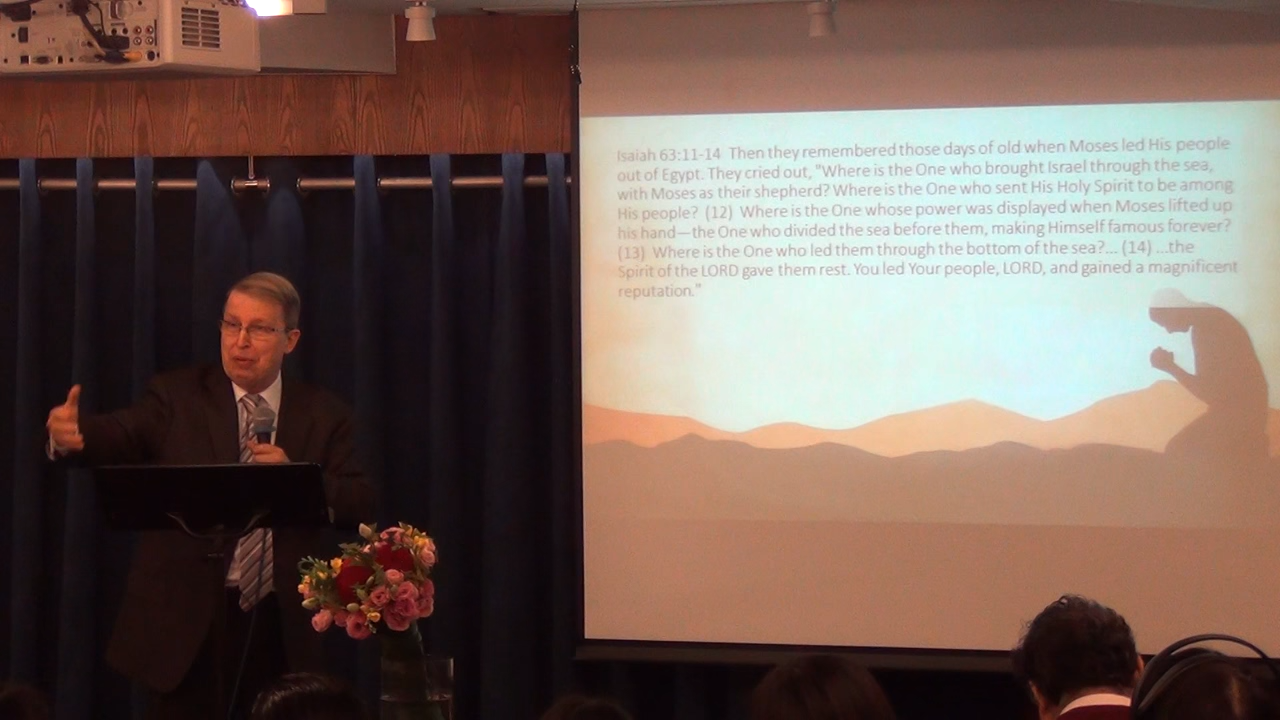 Isaiah 63:11-14  Then they remembered those days of old when Moses led His people
out of Egypt. They cried out, "Where is the One who brought Israel through the sea,
with Moses as their shepherd? Where is the One who sent His Holy Spirit to be among
His people?  (12)  Where is the One whose power was displayed when Moses lifted up
his hand—the One who divided the sea before them, making Himself famous forever?
(13)  Where is the One who led them through the bottom of the sea?... (14) ...the
Spirit of the LORD gave them rest. You led Your people, LORD, and gained a magnificent
reputation."